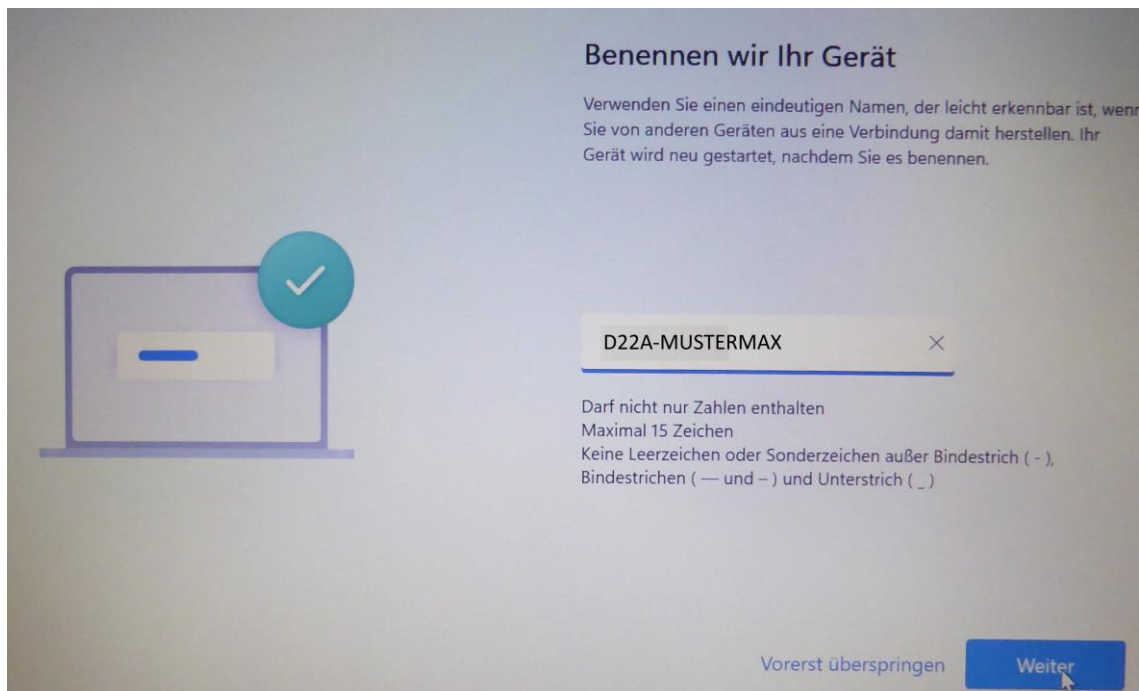 Benennen wir Ihr Gerät
Verwenden Sie einen eindeutigen Namen, der leicht erkennbar ist, wenn
Sie von anderen Geräten aus eine Verbindung damit herstellen. Ihr
Gerät wird neu gestartet, nachdem Sie es benennen.
D22A-MUSTERMAX
Darf nicht nur Zahlen enthalten
Maximal 15 Zeichen
Keine Leerzeichen oder Sonderzeichen außer Bindestrich ( - ),
Bindestrichen ( — und – ) und Unterstrich ( _ )
Vorerst überspringen
Weiter